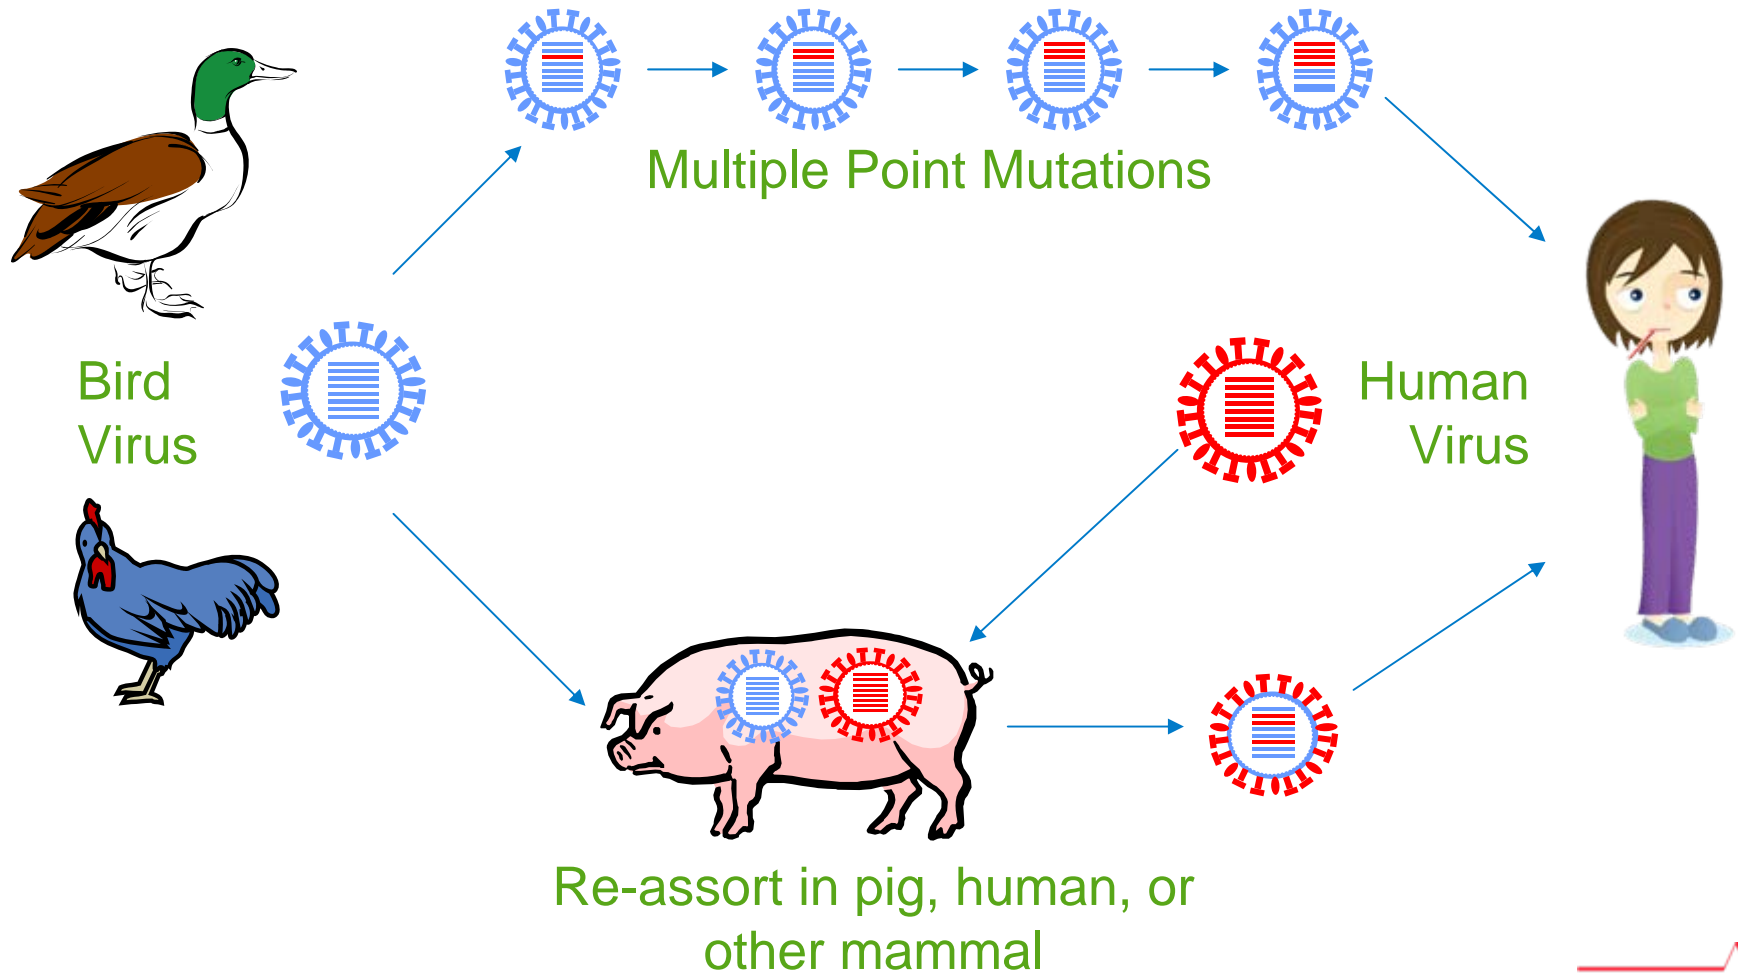 Multiple Point Mutations
Bird
Virus
Human
Virus
Re-assort in pig, human, or
other mammal